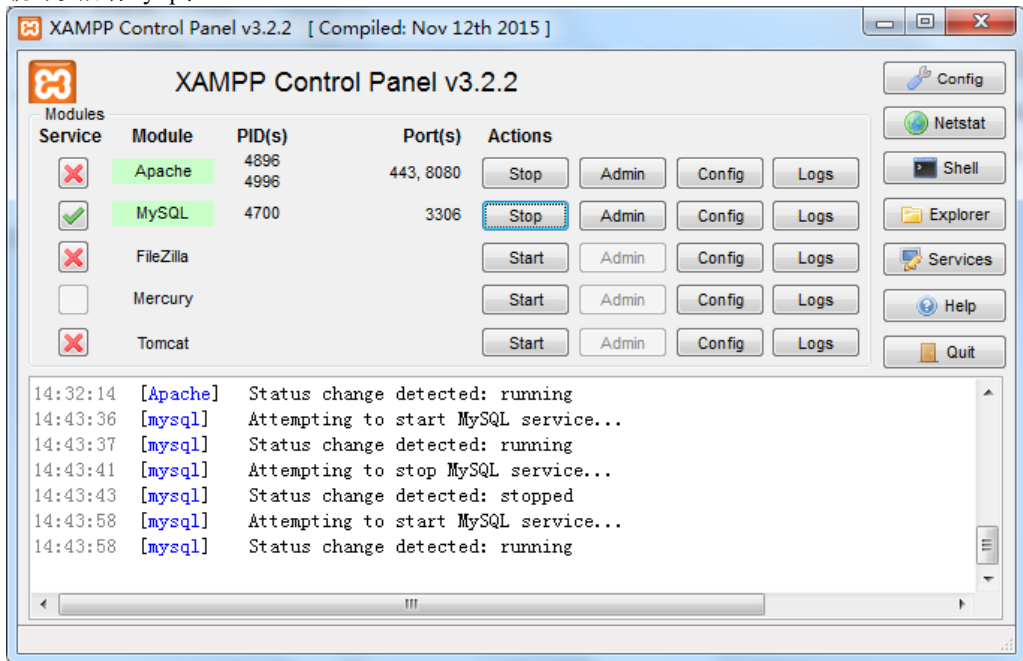 XAMPP Control Panel v3.2.2 [ Compiled: Nov 12th 2015 ]
XAMPP Control Panel v3.2.2
Config
Modules
Service Module PID(s) Port(s) Actions
Netstat
Apache 4896 4996 443, 8080 Stop Admin Config Logs
Shell
MySQL 4700 3306 Stop Admin Config Logs
Explorer
FileZilla Start Admin Config Logs
Services
Mercury Start Admin Config Logs
Help
Tomcat Start Admin Config Logs
Quit
14:32:14 [Apache] Status change detected: running
14:43:36 [mysql] Attempting to start MySQL service...
14:43:37 [mysql] Status change detected: running
14:43:41 [mysql] Attempting to stop MySQL service...
14:43:43 [mysql] Status change detected: stopped
14:43:58 [mysql] Attempting to start MySQL service...
14:43:58 [mysql] Status change detected: running